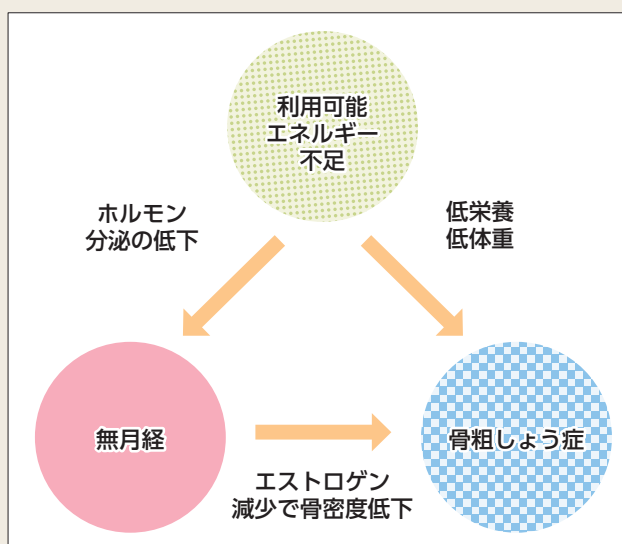 利用可能
エネルギー
不足
ホルモン
分泌の低下
低栄養
低体重
無月経
骨粗しょう症
エストロゲン
減少で骨密度低下